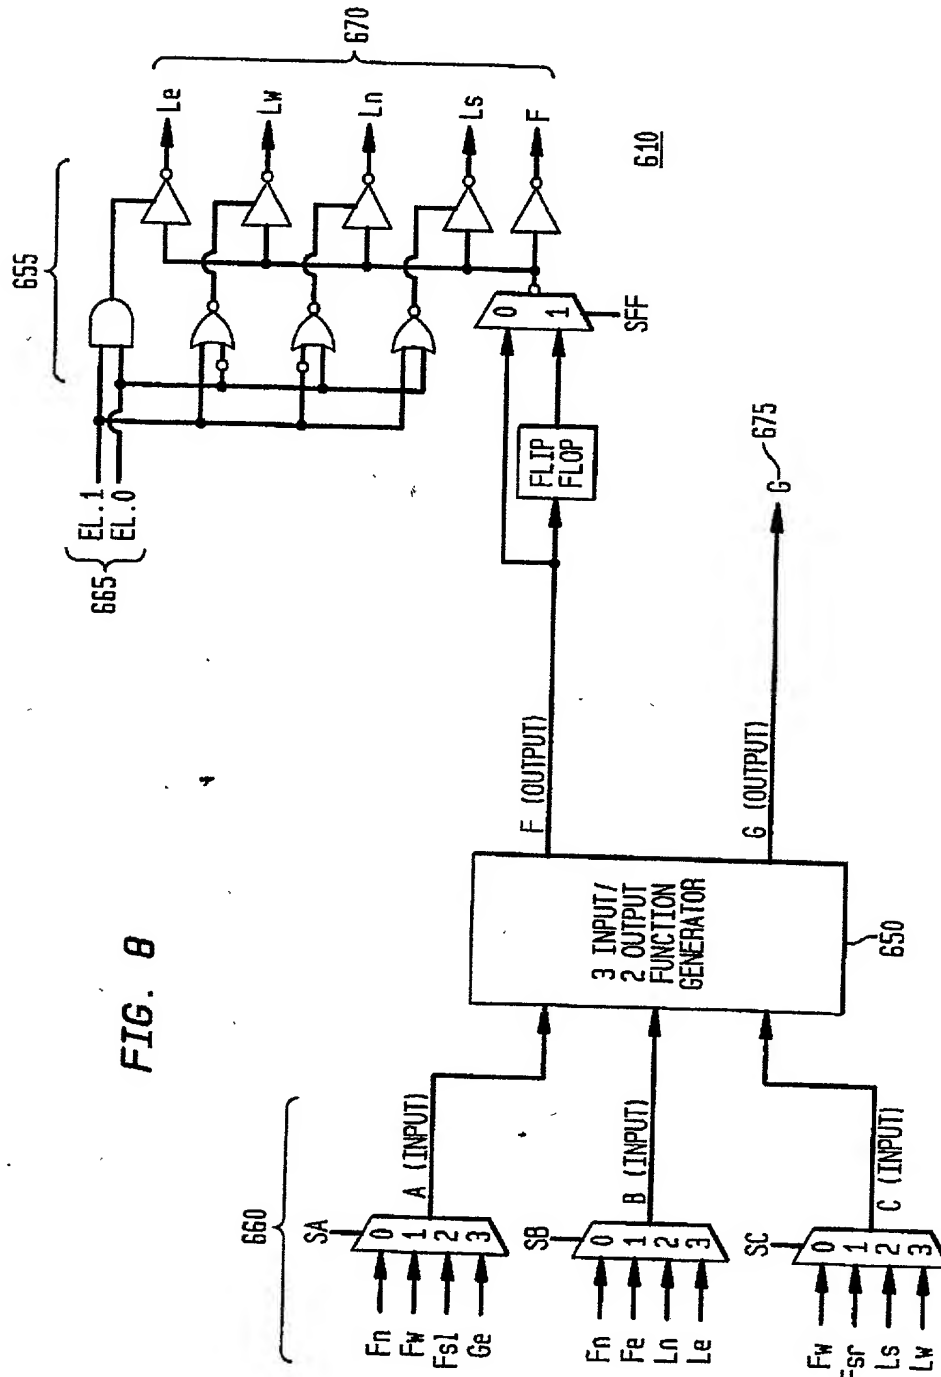 FIG. 8
660
SA
Fn
Fw
Fsl
Ge
0
1
2
3
A (INPUT)
SB
Fn
Fe
Ln
Le
0
1
2
3
B (INPUT)
SC
Fw
Fsr
Ls
Lw
0
1
2
3
C (INPUT)
3 INPUT/
2 OUTPUT
FUNCTION
GENERATOR
650
F (OUTPUT)
G (OUTPUT)
G
675
FLIP
FLOP
0
1
SFF
665
EL.1
EL.0
655
Le
Lw
Ln
Ls
F
670
610